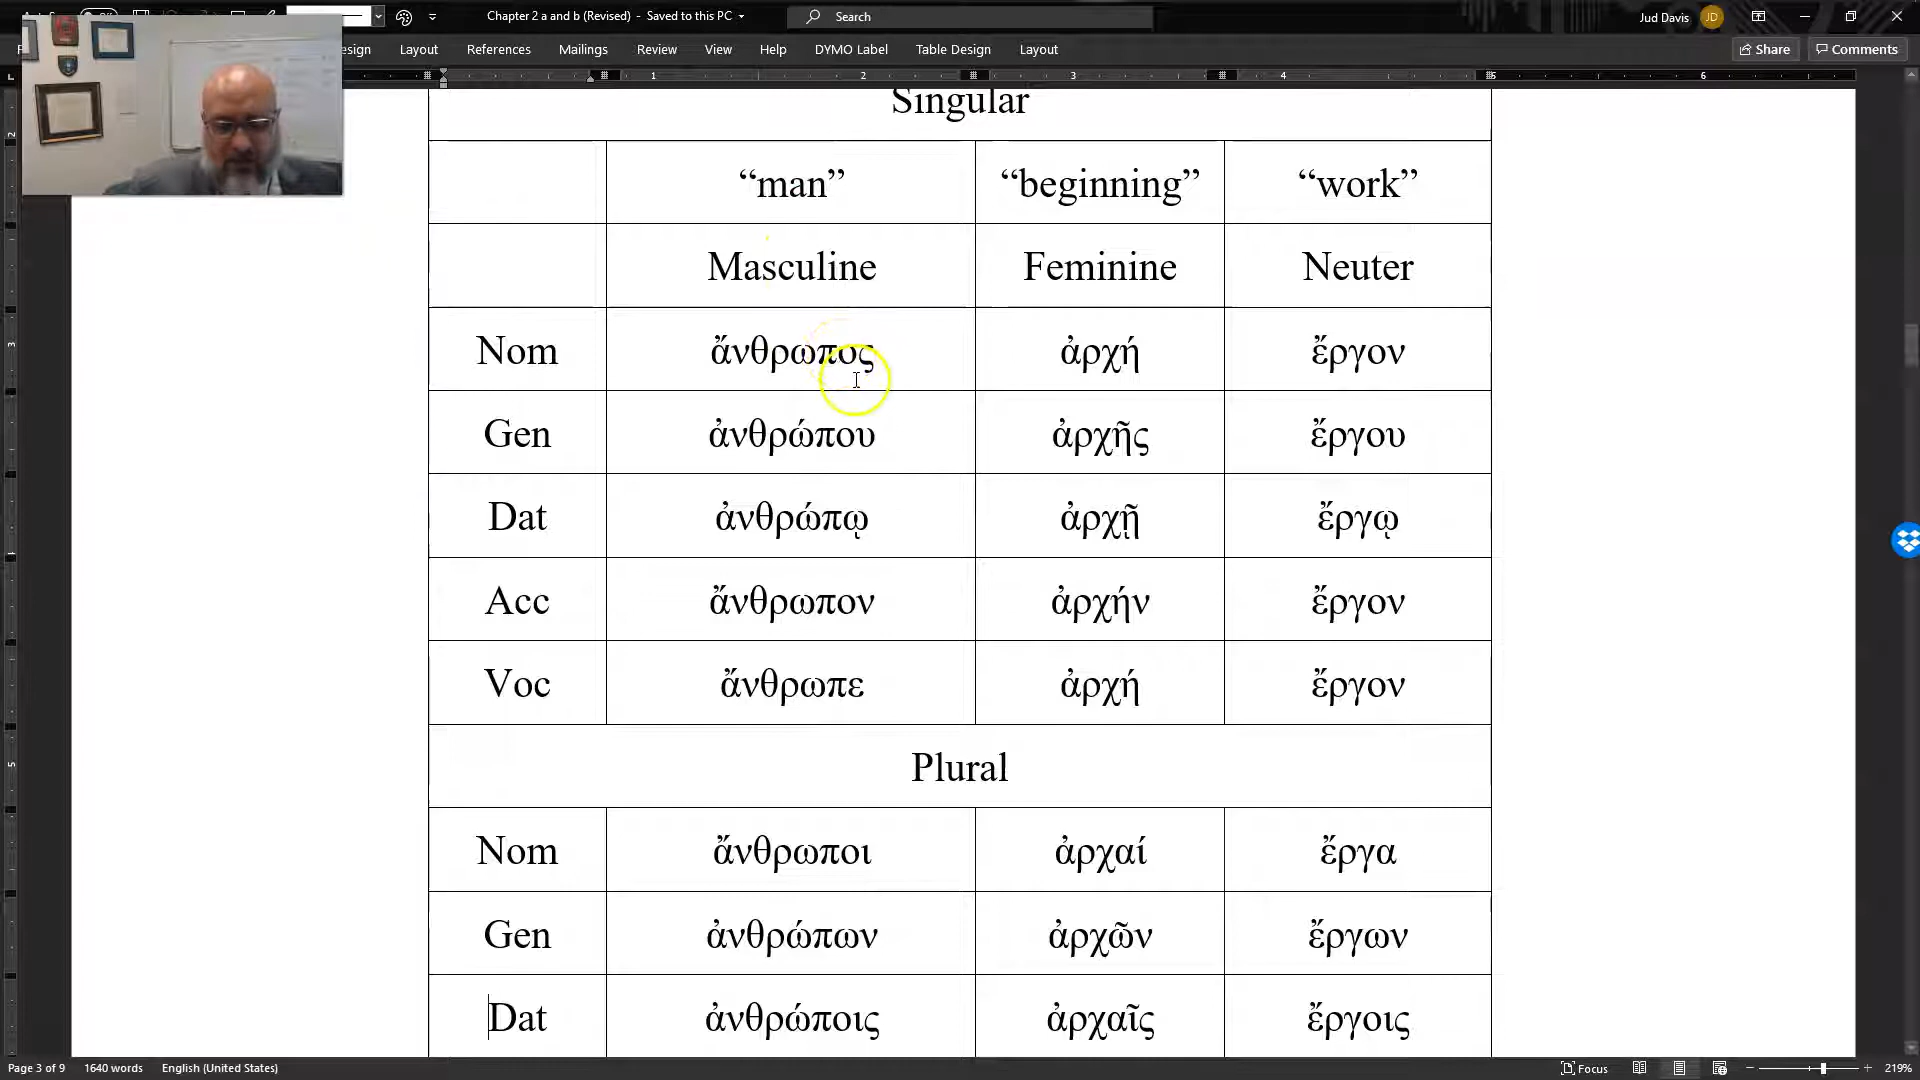 Chapter 2 a and b (Revised) - Saved to this PC
Search
Jud Davis
JD
Layout
References
Mailings
Review
View
Help
DYMO Label
Table Design
Layout
Share
Comments
Singular
“man” “beginning” “work”
Masculine Feminine Neuter
Nom ἄνθρωπος ἀρχή ἔργον
Gen ἀνθρώπου ἀρχῆς ἔργου
Dat ἀνθρώπῳ ἀρχῇ ἔργῳ
Acc ἄνθρωπον ἀρχήν ἔργον
Voc ἄνθρωπε ἀρχή ἔργον
Plural
Nom ἄνθρωποι ἀρχαί ἔργα
Gen ἀνθρώπων ἀρχῶν ἔργων
Dat ἀνθρώποις ἀρχαῖς ἔργοις
Page 3 of 9
1640 words
English (United States)
Focus
219%